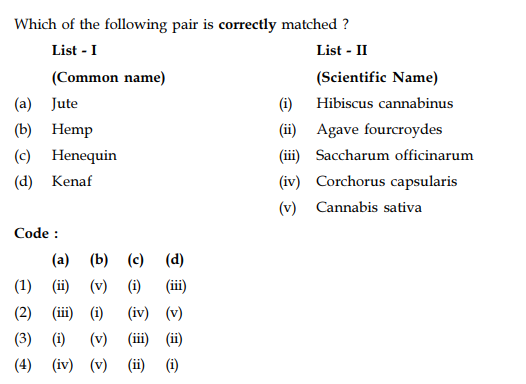 Which of the following pair is correctly matched ?
List - I List - II
(Common name) (Scientific Name)
(a) Jute (i) Hibiscus cannabinus
(b) Hemp (ii) Agave fourcroydes
(c) Henequin (iii) Saccharum officinarum
(d) Kenaf (iv) Corchorus capsularis
(v) Cannabis sativa
Code :
(a) (b) (c) (d)
(1) (ii) (v) (i) (iii)
(2) (iii) (i) (iv) (v)
(3) (i) (v) (iii) (ii)
(4) (iv) (v) (ii) (i)